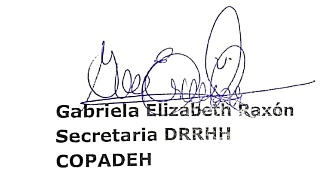 Gabriela Elizabeth Raxón
Secretaria DRRHH
COPADEH